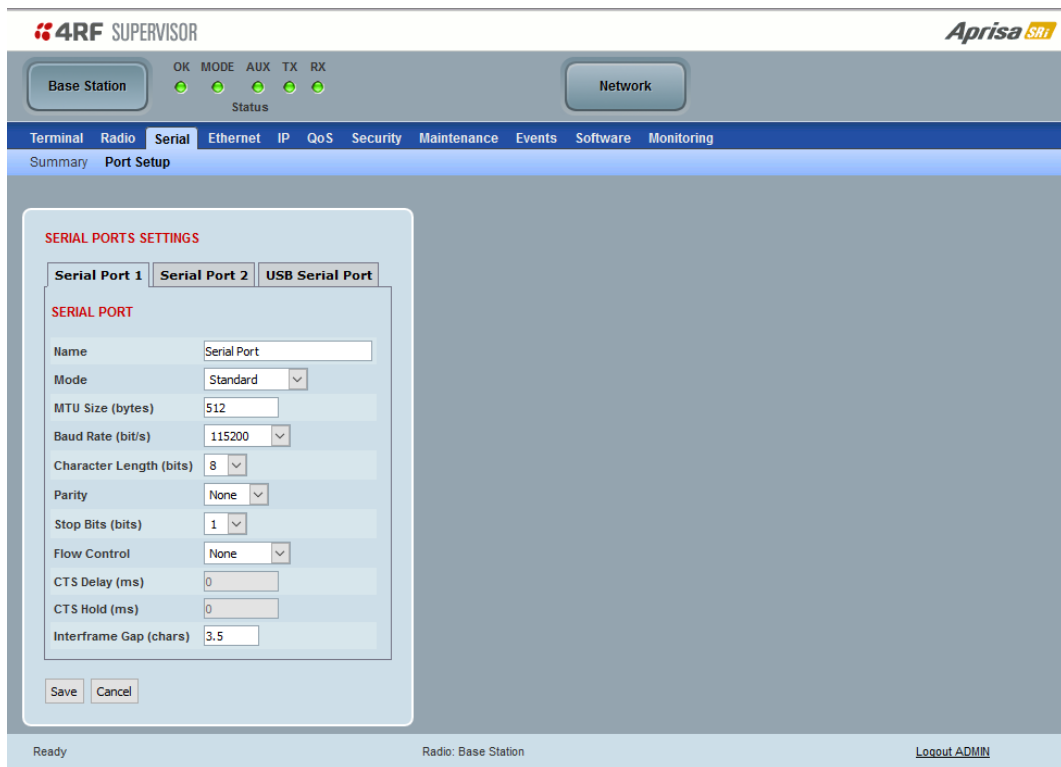 4RF SUPERVISOR
Aprisa SRi
Base Station
OK MODE AUX TX RX
Status
Network
Terminal Radio Serial Ethernet IP QoS Security Maintenance Events Software Monitoring
Summary Port Setup
SERIAL PORTS SETTINGS
Serial Port 1 Serial Port 2 USB Serial Port
SERIAL PORT
Name Serial Port
Mode Standard
MTU Size (bytes) 512
Baud Rate (bit/s) 115200
Character Length (bits) 8
Parity None
Stop Bits (bits) 1
Flow Control None
CTS Delay (ms) 0
CTS Hold (ms) 0
Interframe Gap (chars) 3.5
Save Cancel
Ready Radio: Base Station Logout ADMIN